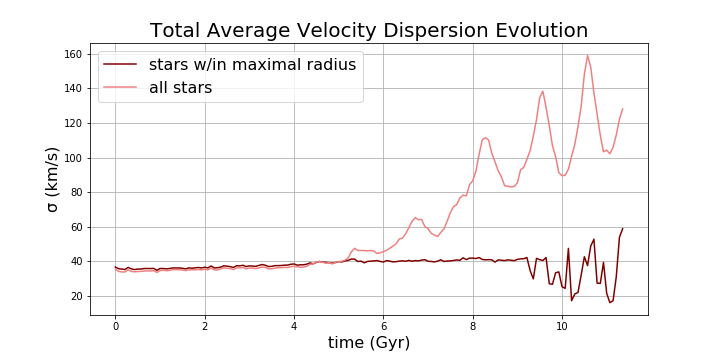 Total Average Velocity Dispersion Evolution
stars w/in maximal radius
all stars
σ (km/s)
160
140
120
100
80
60
40
20
0 2 4 6 8 10
time (Gyr)